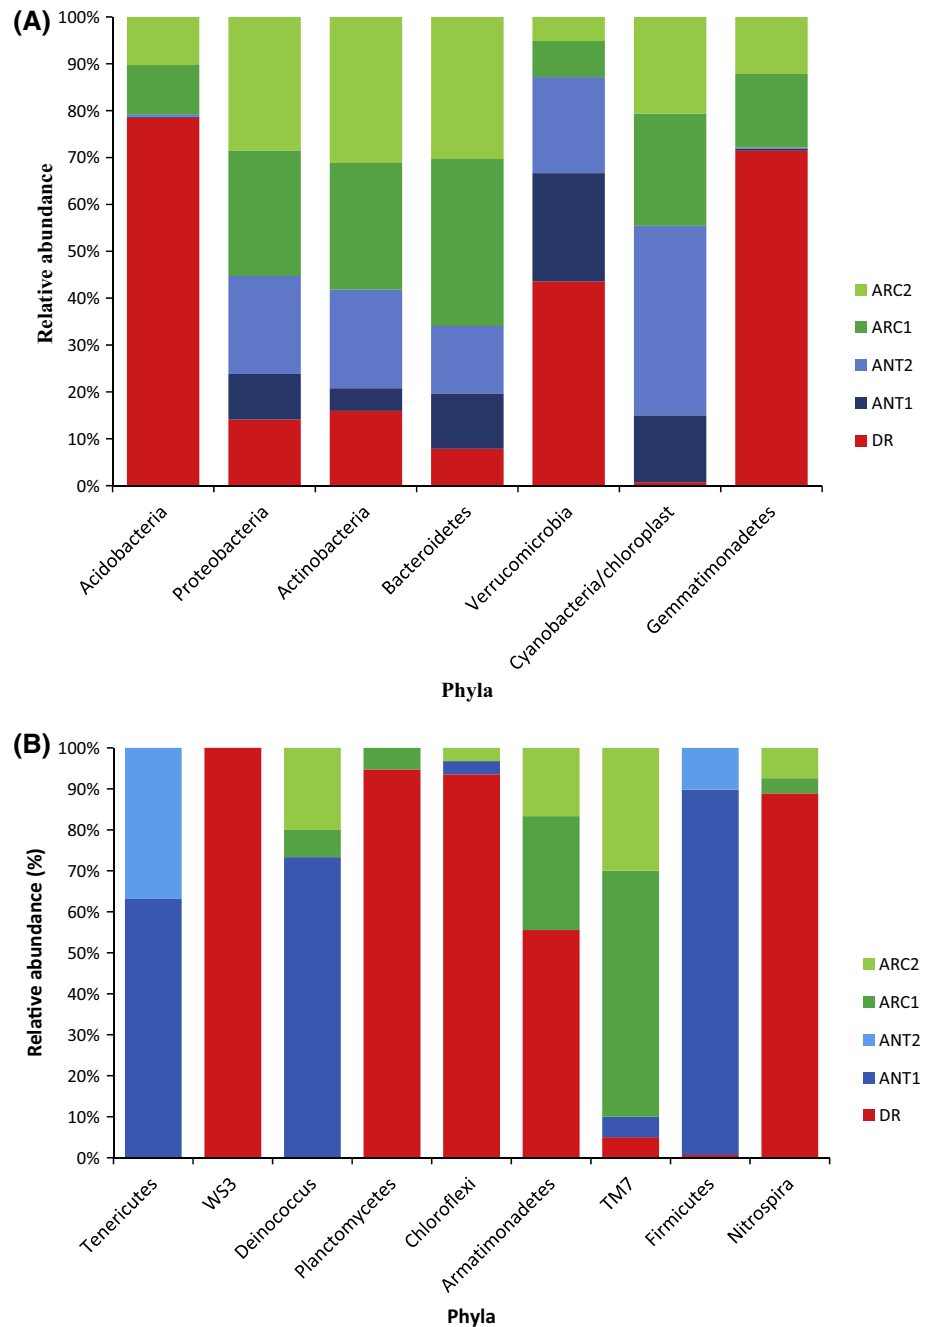 (A)
100%
90%
80%
70%
60%
50%
40%
30%
20%
10%
0%
Relative abundance
Acidobacteria
Proteobacteria
Actinobacteria
Bacteroidetes
Verrucomicrobia
Cyanobacteria/chloroplast
Gemmatimonadetes
Phyla
ARC2
ARC1
ANT2
ANT1
DR
(B)
100%
90%
80%
70%
60%
50%
40%
30%
20%
10%
0%
Relative abundance (%)
Tenericutes
WS3
Deinococcus
Planctomycetes
Chloroflexi
Armatimonadetes
TM7
Firmicutes
Nitrospira
Phyla
ARC2
ARC1
ANT2
ANT1
DR